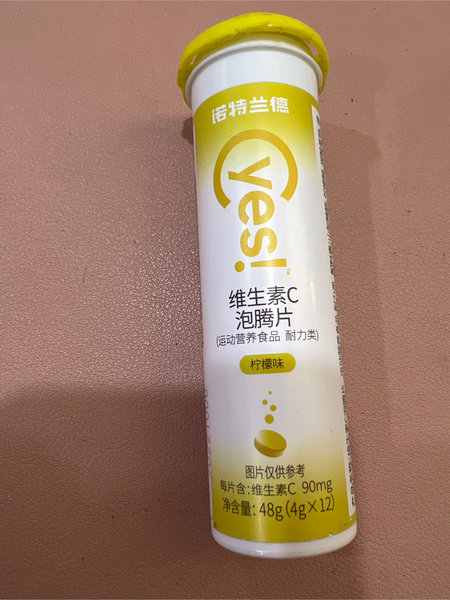 诺特兰德
Cyes!™
维生素C
泡腾片
(运动营养食品 耐力类)
柠檬味
图片仅供参考
每片含:维生素C 90mg
净含量: 48g(4g×12)